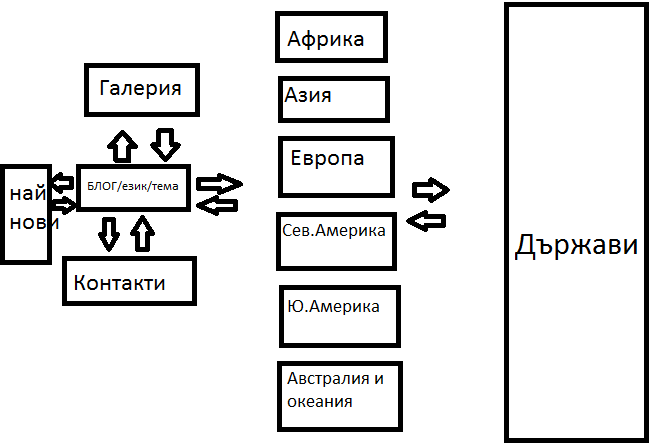 Галерия
БЛОГ/език/тема
най
нови
Контакти
Африка
Азия
Европа
Сев.Америка
Ю.Америка
Австралия и
океания
Държави